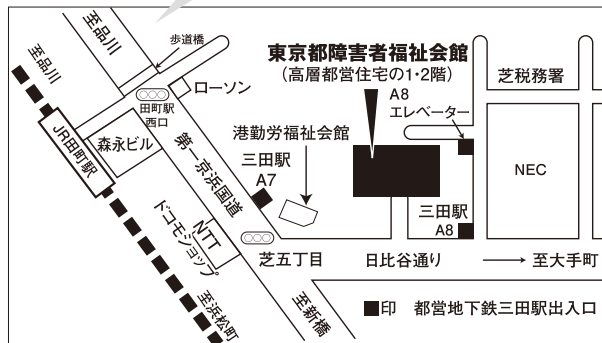 至品川
至品川
歩道橋
ローソン
田町駅
西口
JR田町駅
森永ビル
第一京浜国道
東京都障害者福祉会館
(高層都営住宅の1・2階)
A8
エレベーター
芝税務署
港勤労福祉会館
三田駅
A7
NEC
三田駅
A8
ドコモショップ
NTT
芝五丁目
日比谷通り
至大手町
至浜松町
至新橋
印 都営地下鉄三田駅出入口